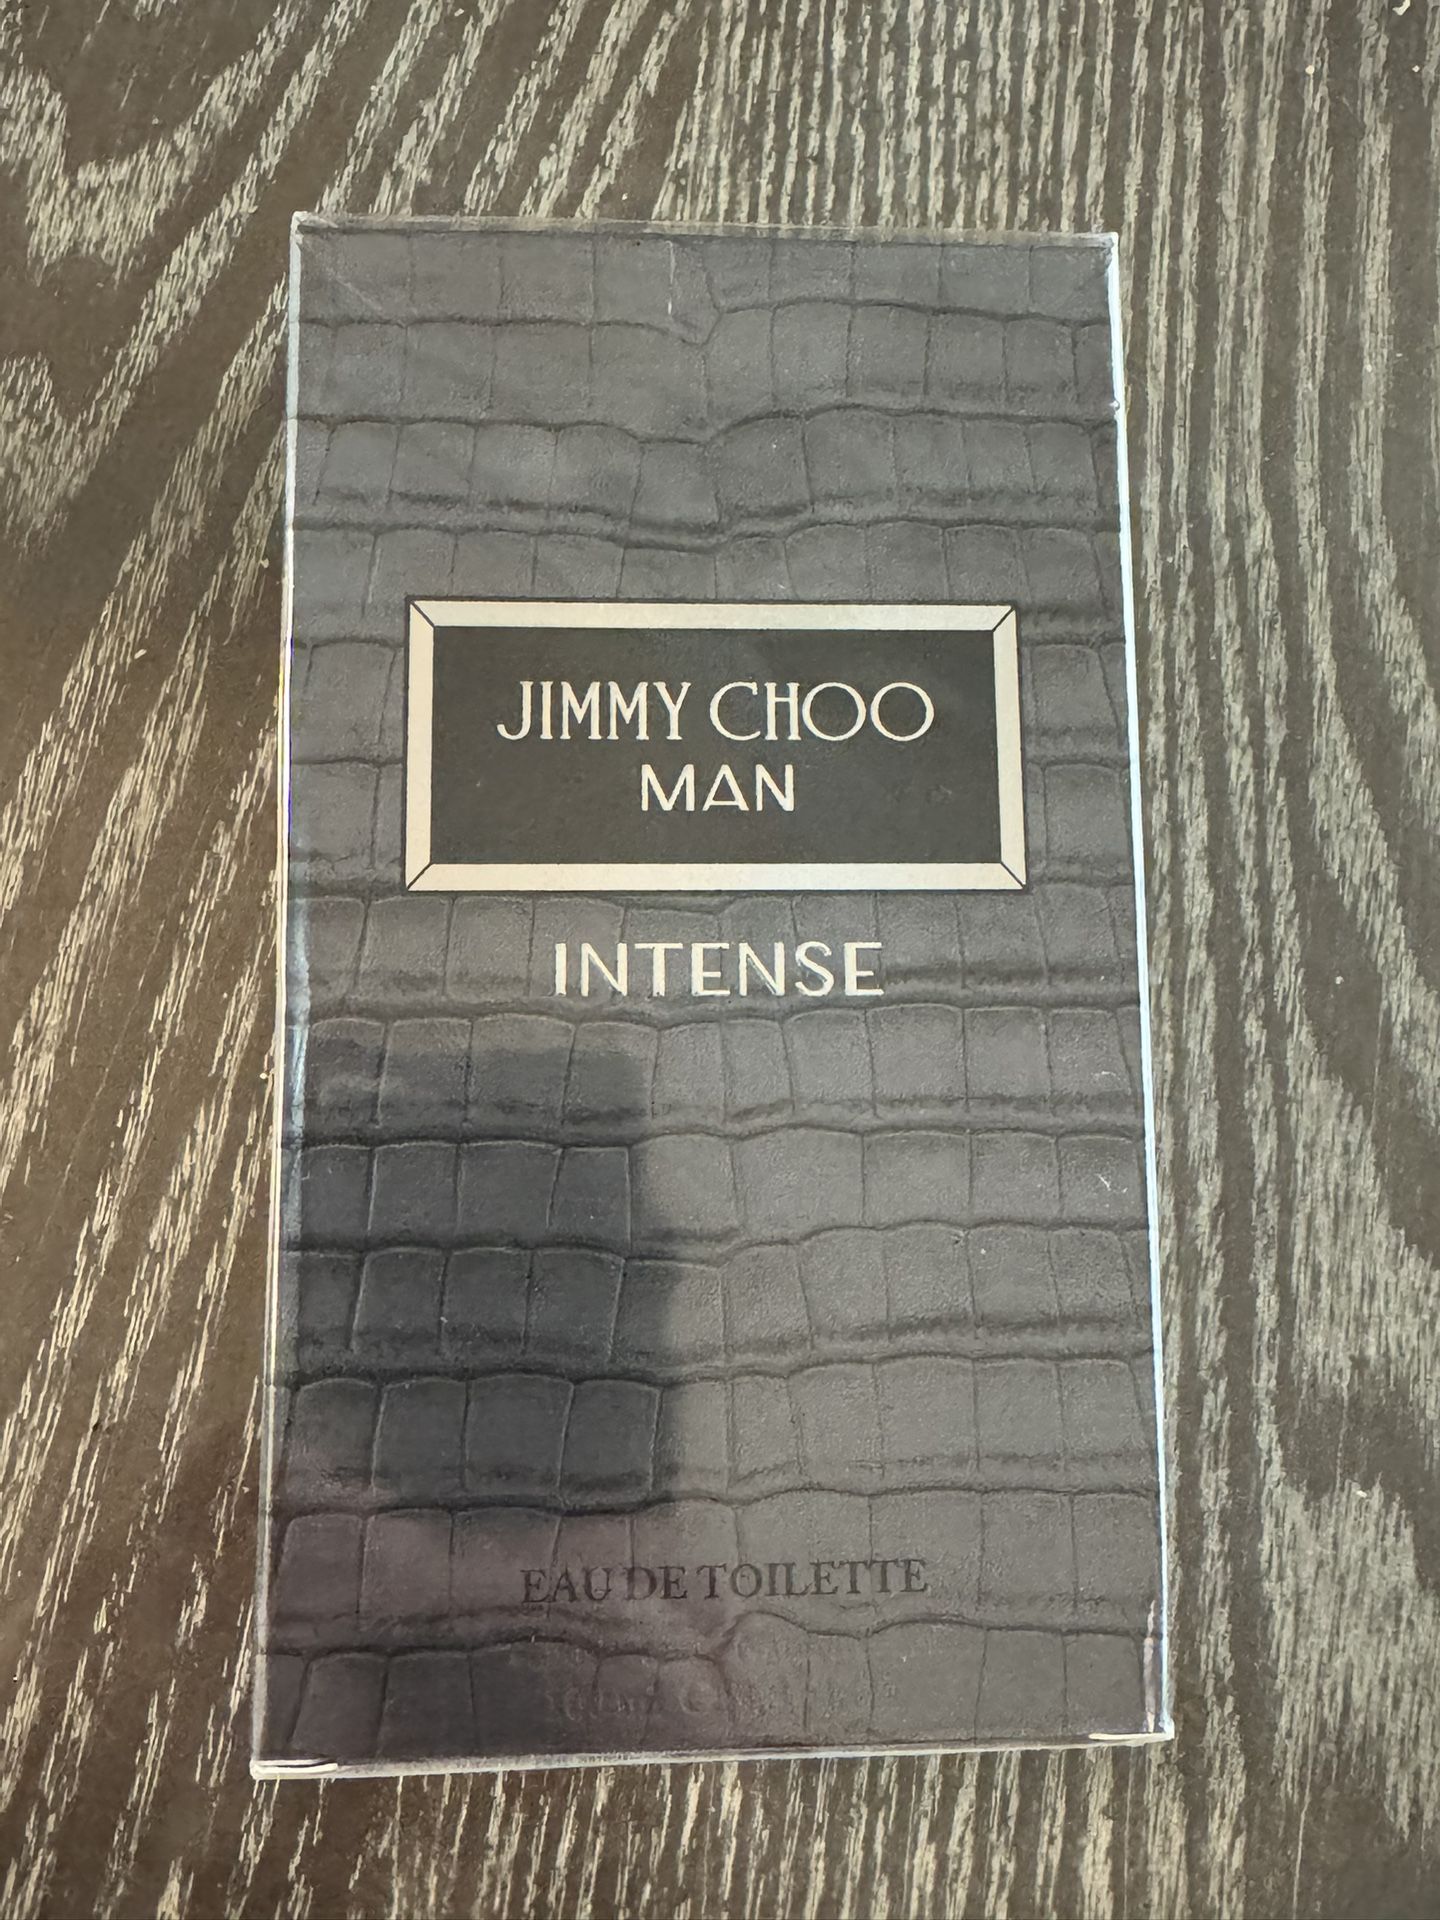 JIMMY CHOO
MAN
INTENSE
EAU DE TOILETTE